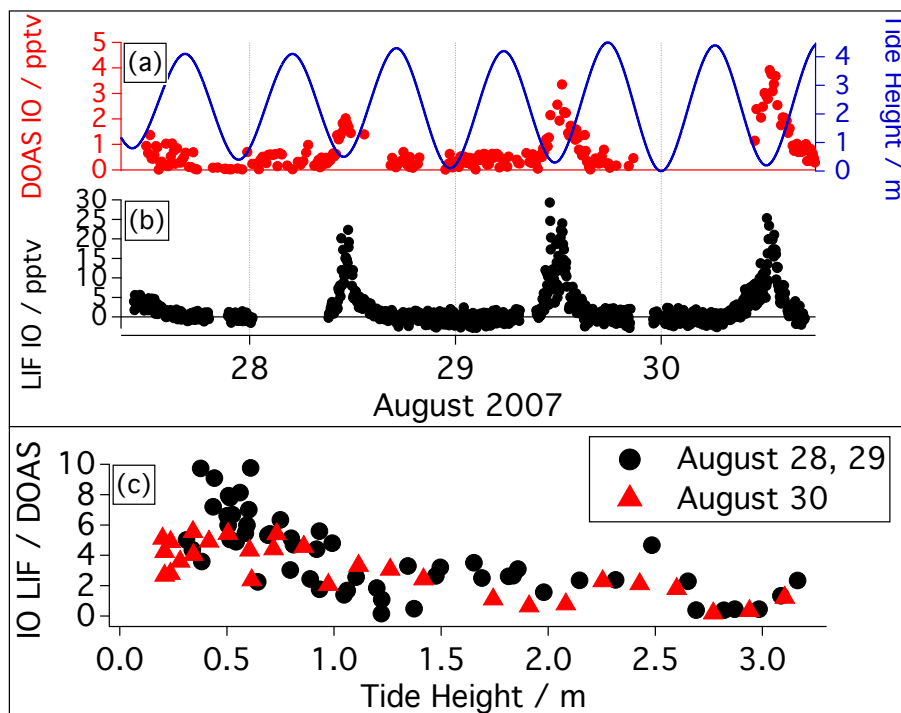 DOAS IO / pptv
5
4
3
2
1
0
(a)
4
3
2
1
0
Tide Height / m
LIF IO / pptv
30
25
20
15
10
5
0
(b)
28 29 30
August 2007
IO LIF / DOAS
10
8
6
4
2
0
(c)
August 28, 29
August 30
0.0 0.5 1.0 1.5 2.0 2.5 3.0
Tide Height / m